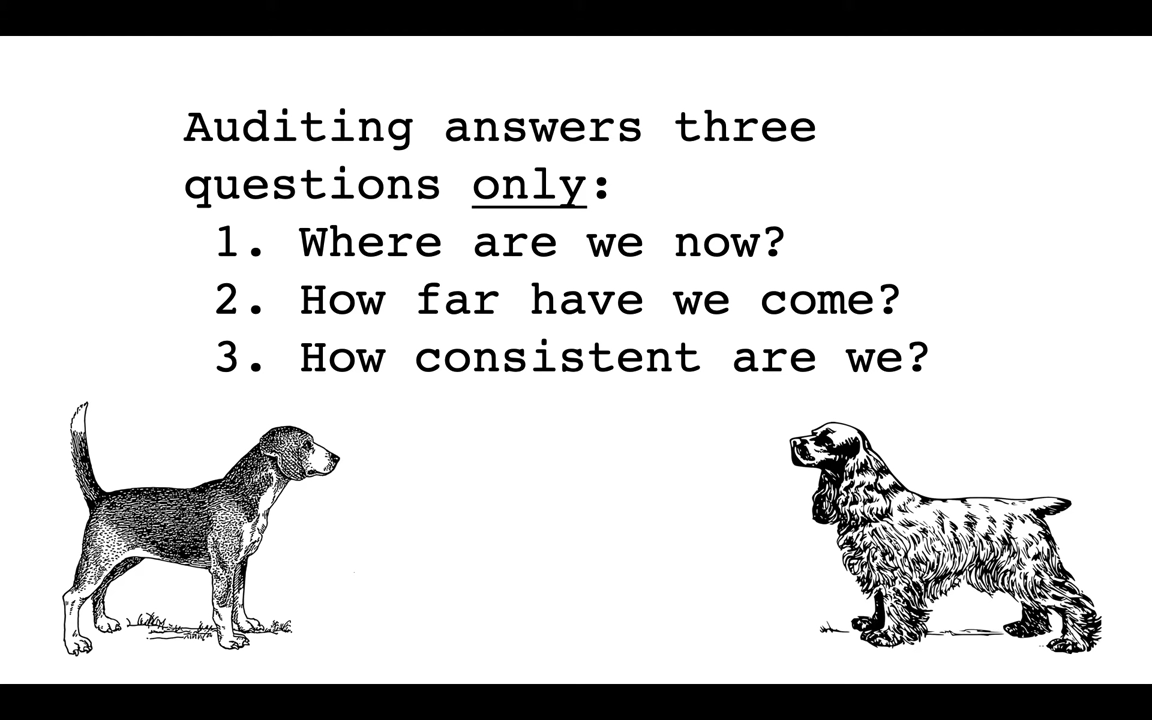 Auditing answers three
questions only:
1. Where are we now?
2. How far have we come?
3. How consistent are we?